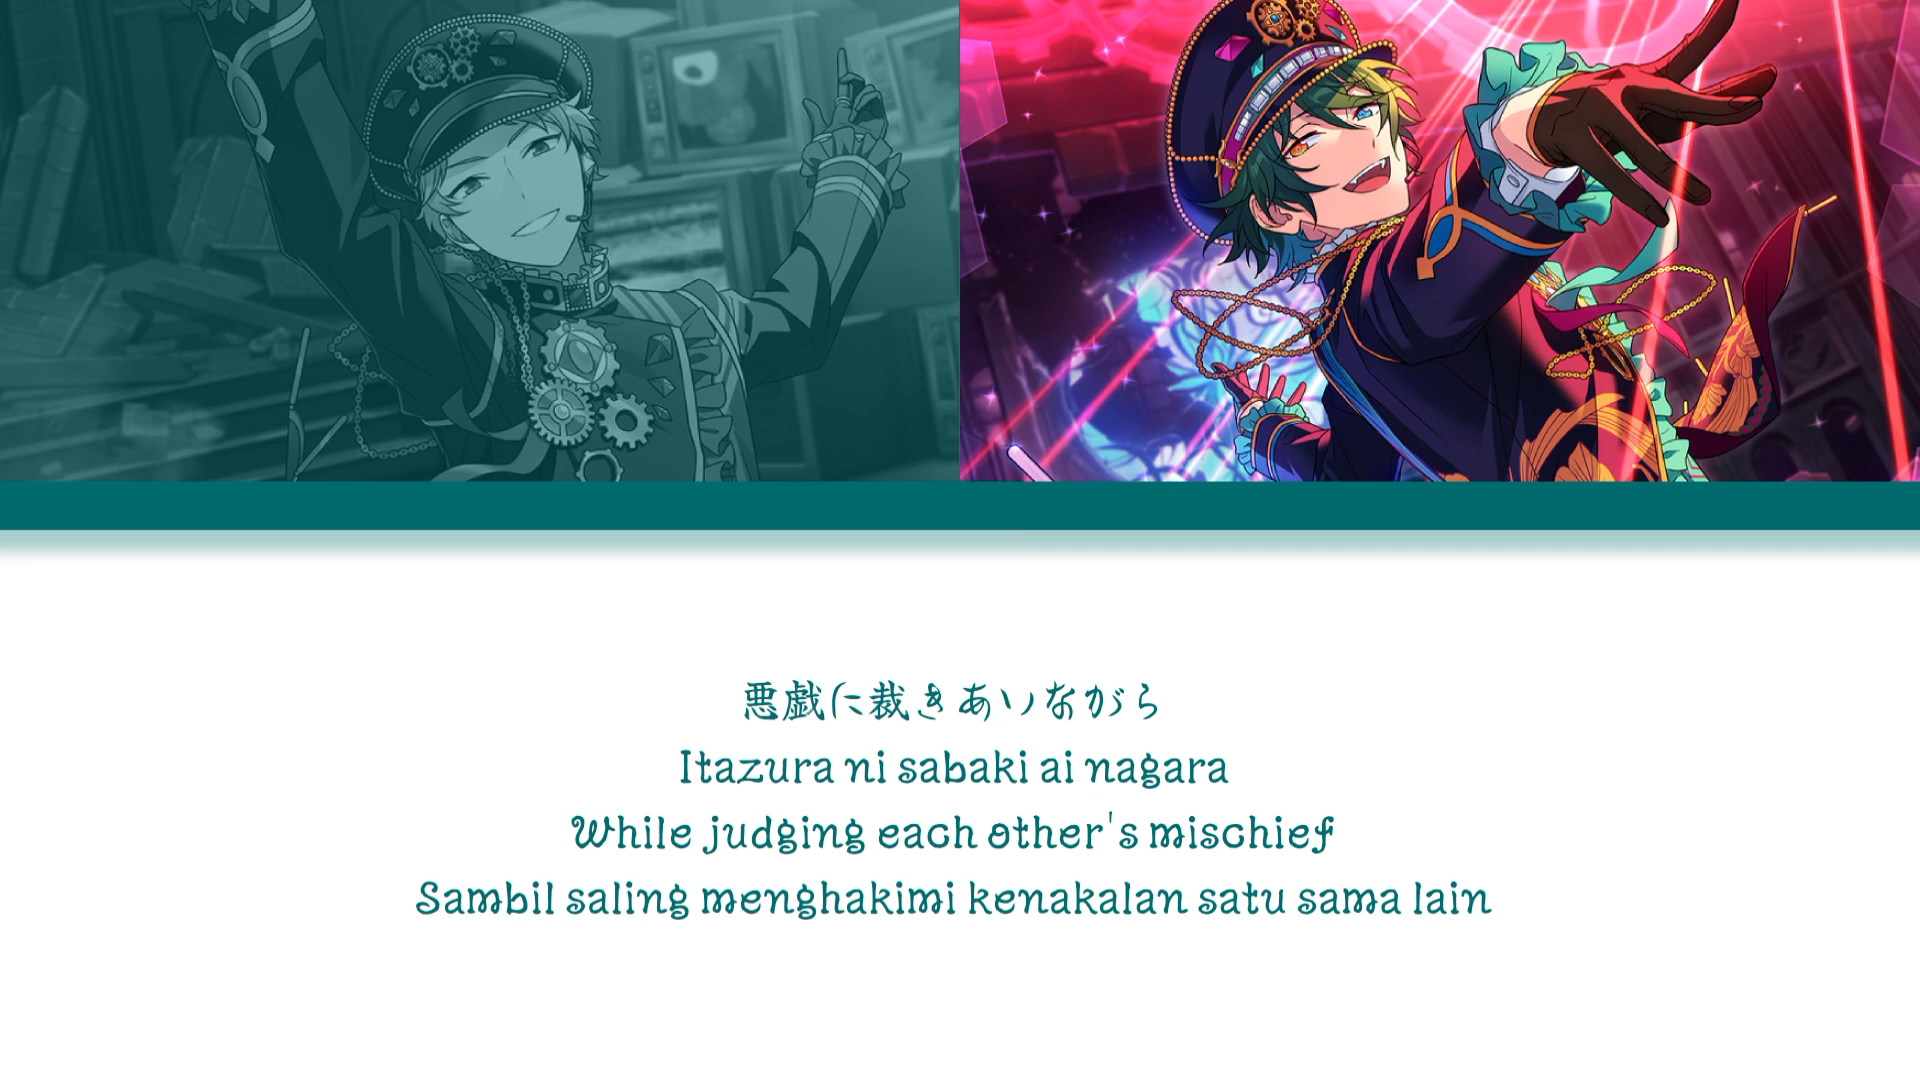 悪戯に裁きあいながら
Itazura ni sabaki ai nagara
While judging each other's mischief
Sambil saling menghakimi kenakalan satu sama lain